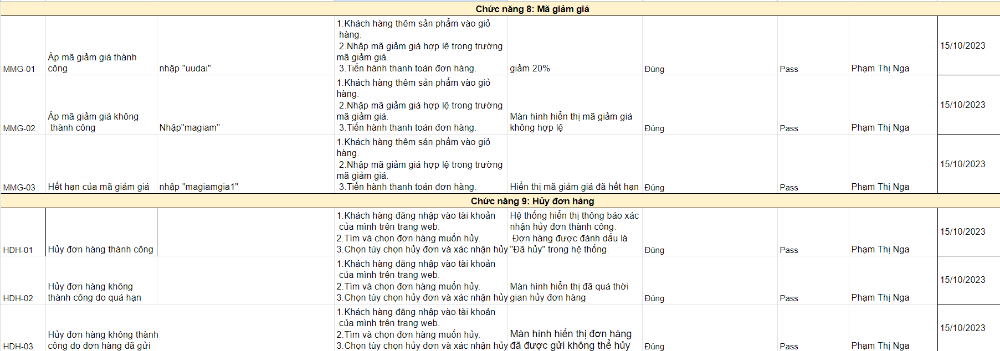 Chức năng 8: Mã giảm giá
MMG-01
Áp mã giảm giá thành
công
nhập "uudai"
1.Khách hàng thêm sản phẩm vào giỏ
hàng.
2.Nhập mã giảm giá hợp lệ trong trường
mã giảm giá.
3.Tiến hành thanh toán đơn hàng.
giảm 20%
Đúng
Pass
Phạm Thị Nga
15/10/2023
MMG-02
Áp mã giảm giá không
thành công
Nhập"magiam"
1.Khách hàng thêm sản phẩm vào giỏ
hàng.
2.Nhập mã giảm giá hợp lệ trong trường
mã giảm giá.
3.Tiến hành thanh toán đơn hàng.
Màn hình hiển thị mã giảm giá
không hợp lệ
Đúng
Pass
Phạm Thị Nga
15/10/2023
MMG-03
Hết hạn của mã giảm giá
nhập "magiamgia1"
1.Khách hàng thêm sản phẩm vào giỏ
hàng.
2.Nhập mã giảm giá hợp lệ trong trường
mã giảm giá.
3.Tiến hành thanh toán đơn hàng.
Hiển thị mã giảm giá đã hết hạn
Đúng
Pass
Phạm Thị Nga
15/10/2023
Chức năng 9: Hủy đơn hàng
HDH-01
Hủy đơn hàng thành công
1.Khách hàng đăng nhập vào tài khoản
của mình trên trang web.
2.Tìm và chọn đơn hàng muốn hủy.
3.Chọn tùy chọn hủy đơn và xác nhận hủy
Hệ thống hiển thị thông báo xác
nhận hủy đơn thành công.
Đơn hàng được đánh dấu là
"Đã hủy" trong hệ thống.
Đúng
Pass
Phạm Thị Nga
15/10/2023
HDH-02
Hủy đơn hàng không
thành công do quá hạn
1.Khách hàng đăng nhập vào tài khoản
của mình trên trang web.
2.Tìm và chọn đơn hàng muốn hủy.
3.Chọn tùy chọn hủy đơn và xác nhận hủy
Màn hình hiển thị đã quá thời
gian hủy đơn hàng
Đúng
Pass
Phạm Thị Nga
15/10/2023
HDH-03
Hủy đơn hàng không thành
công do đơn hàng đã gửi
1.Khách hàng đăng nhập vào tài khoản
của mình trên trang web.
2.Tìm và chọn đơn hàng muốn hủy.
3.Chọn tùy chọn hủy đơn và xác nhận hủy
Màn hình hiển thị đơn hàng
đã được gửi không thể hủy
Đúng
Pass
Phạm Thị Nga
15/10/2023